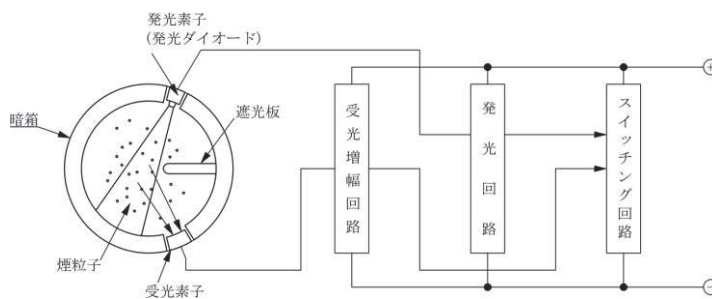 発光素子
(発光ダイオード)
暗箱
遮光板
煙粒子
受光素子
受光増幅回路
発光回路
スイッチング回路
+
−